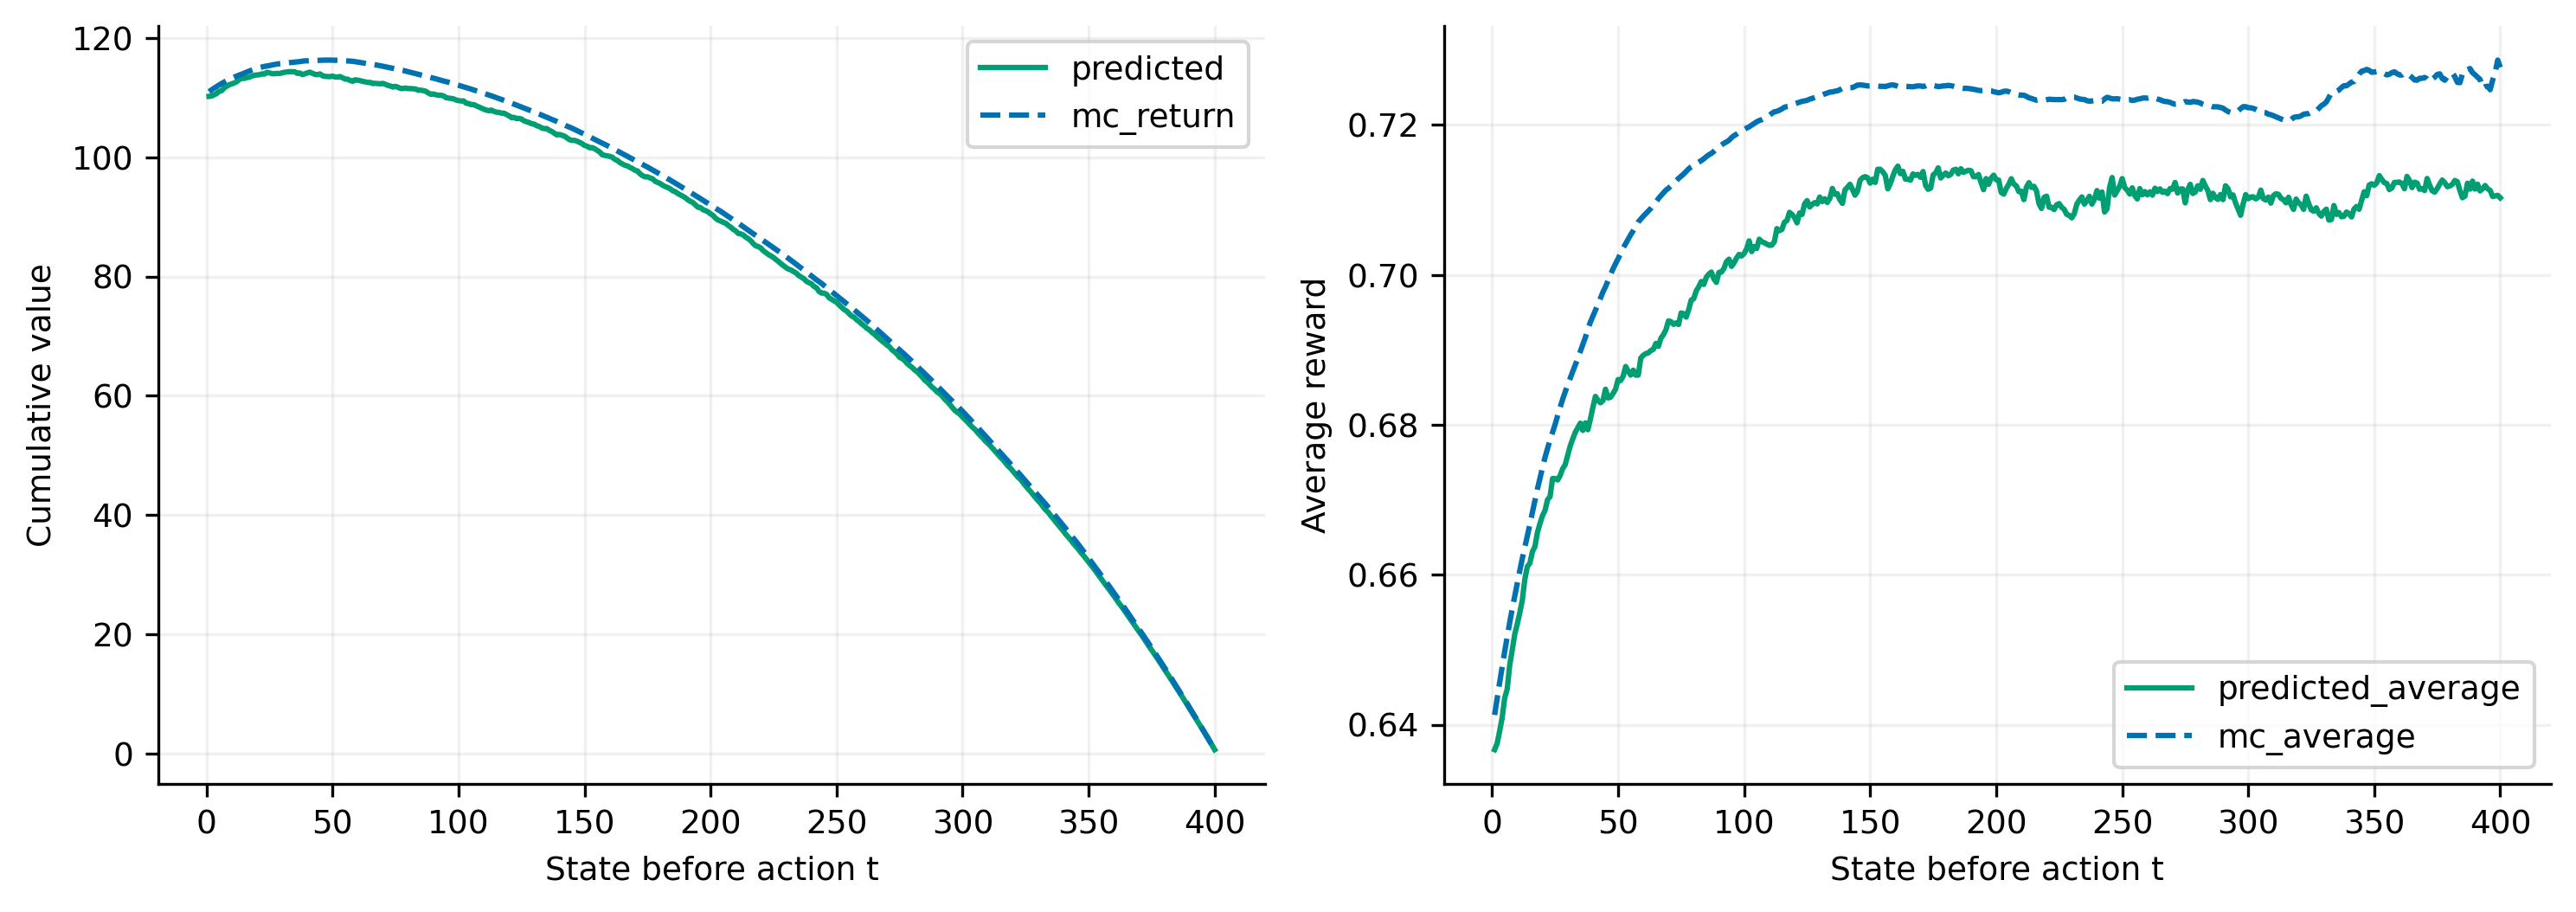 120
100
80
60
40
20
0
Cumulative value
predicted
mc_return
0 50 100 150 200 250 300 350 400
State before action t
0.72
0.70
0.68
0.66
0.64
Average reward
predicted_average
mc_average
0 50 100 150 200 250 300 350 400
State before action t